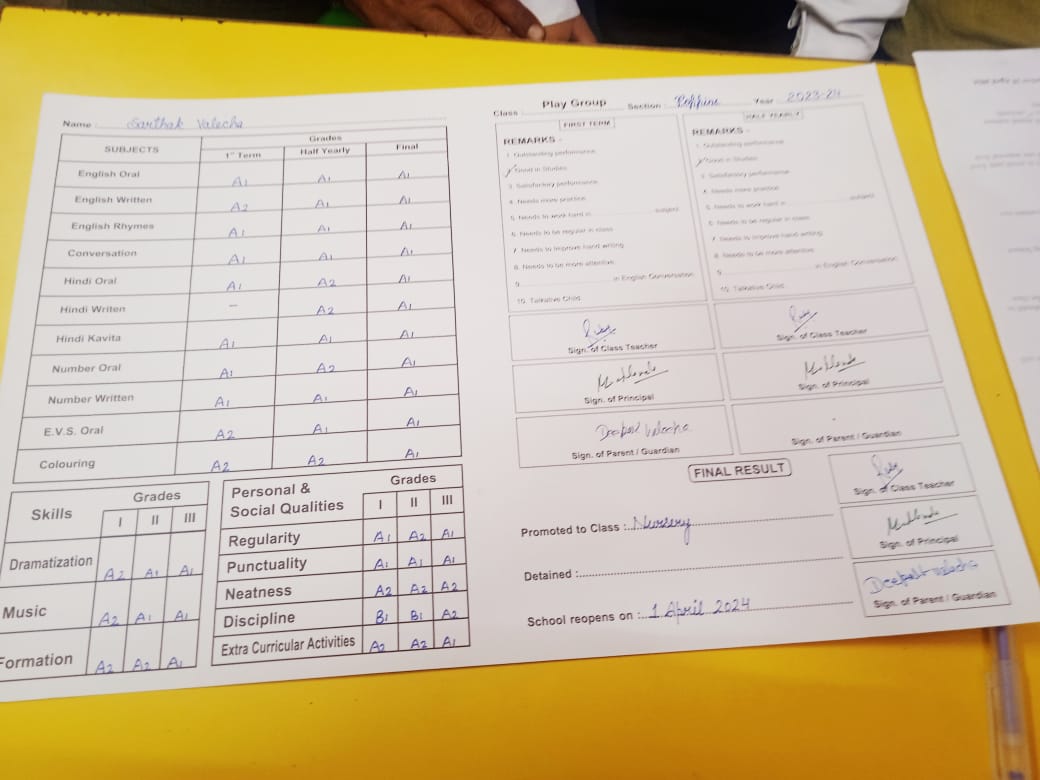 Name : Sarthak Valecha
SUBJECTS Grades
1st Term Half Yearly Final
English Oral A1 A1 A1
English Written A2 A1 A1
English Rhymes A1 A1 A1
Conversation A1 A1 A1
Hindi Oral A1 A2 A1
Hindi Writen – A2 A1
Hindi Kavita A1 A1 A1
Number Oral A1 A2 A1
Number Written A1 A1 A1
E.V.S. Oral A2 A1 A1
Colouring A2 A2 A1
Skills Grades
I II III
Dramatization A2 A1 A1
Music A2 A1 A1
Formation A2 A2 A1
Personal & Social Qualities Grades
I II III
Regularity A1 A2 A1
Punctuality A1 A1 A1
Neatness A2 A2 A2
Discipline B1 B1 A2
Extra Curricular Activities A2 A2 A1
Class : Play Group Section : Year 2023-24
FIRST TERM
REMARKS -
1. Outstanding performance
✓ Good in Studies
3. Satisfactory performance
4. Needs more practice
5. Needs to work hard in subject
6. Needs to be regular in class
7. Needs to improve hand writing
8. Needs to be more attentive
9. in English Conversation
10. Talkative Child
Sign. of Class Teacher
Sign. of Principal
Deepak Valecha
Sign. of Parent / Guardian
HALF YEARLY
REMARKS -
1. Outstanding performance
✓ Good in Studies
3. Satisfactory performance
4. Needs more practice
5. Needs to work hard in subject
6. Needs to be regular in class
7. Needs to improve hand writing
8. Needs to be more attentive
9. in English Conversation
10. Talkative Child
Sign. of Class Teacher
Sign. of Principal
Sign. of Parent / Guardian
FINAL RESULT
Promoted to Class : Nursery
Detained :
School reopens on : 1 April 2024
Sign. of Class Teacher
Sign. of Principal
Deepak Valecha
Sign. of Parent / Guardian